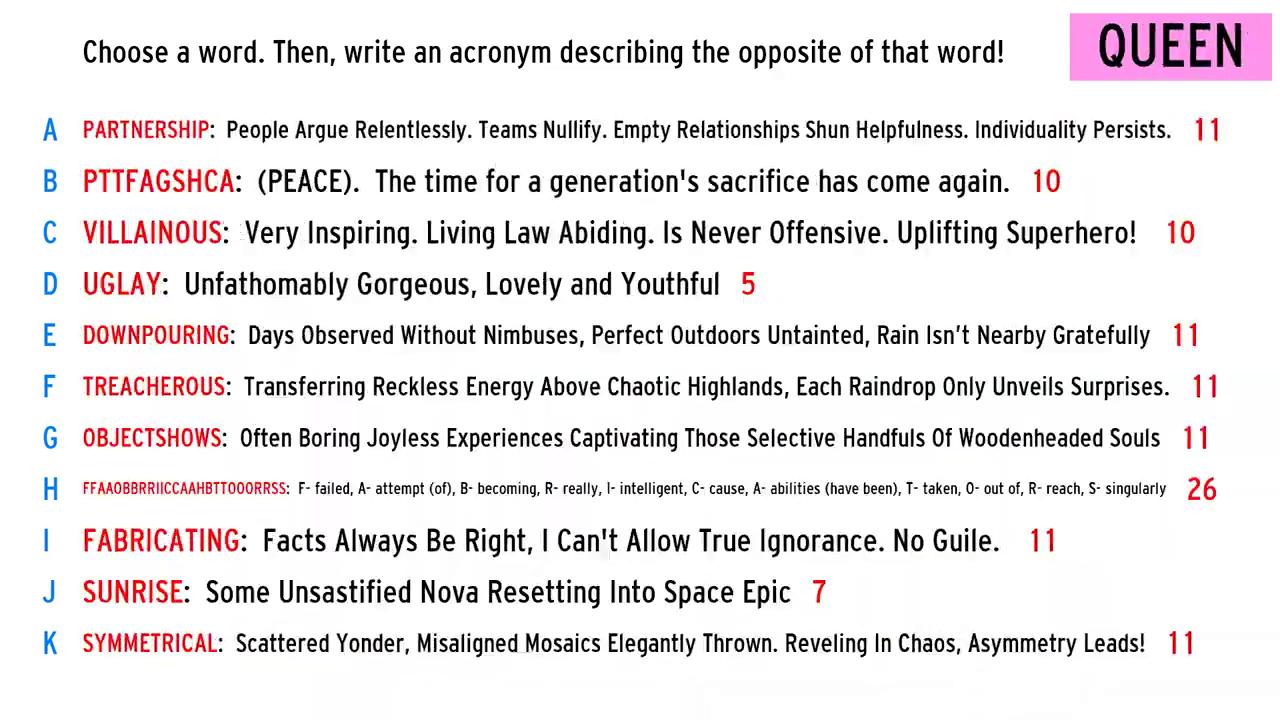 Choose a word. Then, write an acronym describing the opposite of that word!
QUEEN
A PARTNERSHIP: People Argue Relentlessly. Teams Nullify. Empty Relationships Shun Helpfulness. Individuality Persists. 11
B PTTFAGSHCA: (PEACE). The time for a generation's sacrifice has come again. 10
C VILLAINOUS: Very Inspiring. Living Law Abiding. Is Never Offensive. Uplifting Superhero! 10
D UGLAY: Unfathomably Gorgeous, Lovely and Youthful 5
E DOWNPOURING: Days Observed Without Nimbuses, Perfect Outdoors Untainted, Rain Isn’t Nearby Gratefully 11
F TREACHEROUS: Transferring Reckless Energy Above Chaotic Highlands, Each Raindrop Only Unveils Surprises. 11
G OBJECTSHOWS: Often Boring Joyless Experiences Captivating Those Selective Handfuls Of Woodenheaded Souls 11
H FFAAOBBRRIICCAAHBTTOOORRSS: F- failed, A- attempt (of), B- becoming, R- really, I- intelligent, C- cause, A- abilities (have been), T- taken, O- out of, R- reach, S- singularly 26
I FABRICATING: Facts Always Be Right, I Can't Allow True Ignorance. No Guile. 11
J SUNRISE: Some Unsastified Nova Resetting Into Space Epic 7
K SYMMETRICAL: Scattered Yonder, Misaligned Mosaics Elegantly Thrown. Reveling In Chaos, Asymmetry Leads! 11